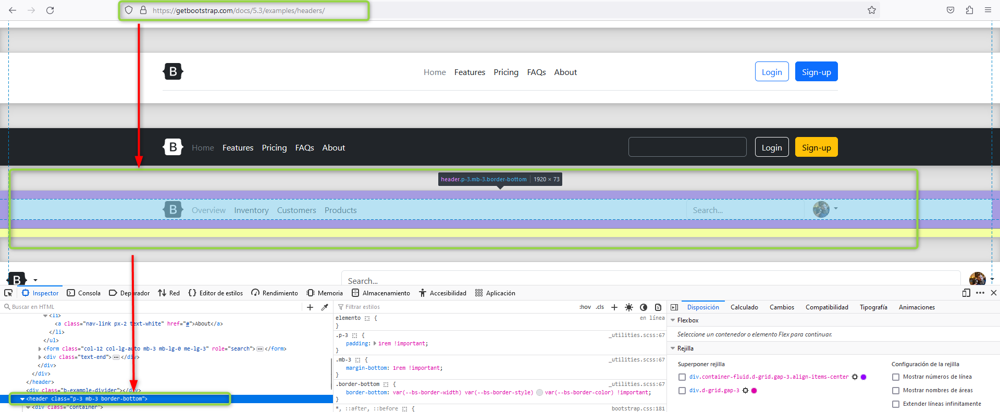 https://getbootstrap.com/docs/5.3/examples/headers/
B Home Features Pricing FAQs About Login Sign-up
B Home Features Pricing FAQs About Login Sign-up
header.p-3.mb-3.border-bottom 1920 × 73
B Overview Inventory Customers Products Search...
B Search...
Inspector Consola Depurador Red Editor de estilos Rendimiento Memoria Almacenamiento Accesibilidad Aplicación
Buscar en HTML
<li>
<a class="nav-link px-2 text-white" href="#">About</a>
</li>
</ul>
<form class="col-12 col-lg-auto mb-3 mb-lg-0 me-lg-3" role="search"></form>
<div class="text-end"></div>
</div>
</div>
</header>
<div class="b-example-divider"></div>
<header class="p-3 mb-3 border-bottom">
<div class="container">
Filtrar estilos :hov .cls
elemento { en línea
}
.p-3 { _utilities.scss:67
padding: 1rem !important;
}
.mb-3 { _utilities.scss:67
margin-bottom: 1rem !important;
}
.border-bottom { _utilities.scss:67
border-bottom: var(--bs-border-width) var(--bs-border-style) var(--bs-border-color) !important;
}
*, ::after, ::before { bootstrap.css:181
Disposición Calculado Cambios Compatibilidad Tipografía Animaciones
Flexbox
Seleccione un contenedor o elemento Flex para continuar.
Rejilla
Superponer rejilla
div.container-fluid.d-grid.gap-3.align-items-center
div.d-grid.gap-3
Configuración de la rejilla
Mostrar números de línea
Mostrar nombres de áreas
Extender líneas infinitamente